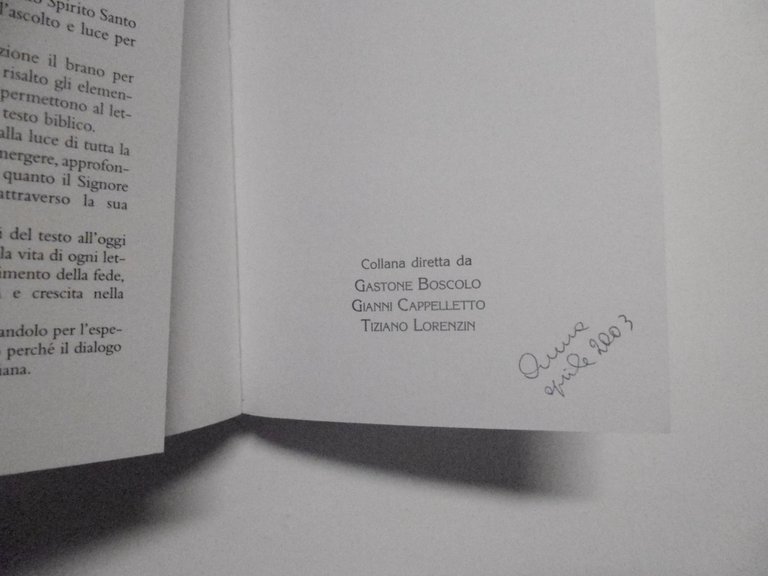 Spirito Santo
l'ascolto e luce per
zione il brano per
risalto gli elemen-
permettono al let-
testo biblico.
alla luce di tutta la
mergere, approfon-
quanto il Signore
attraverso la sua
del testo all'oggi
la vita di ogni let-
imento della fede,
e crescita nella
andolo per l'espe-
perché il dialogo
iana.
Collana diretta da
GASTONE BOSCOLO
GIANNI CAPPELLETTO
TIZIANO LORENZIN
Anna
aprile 2003